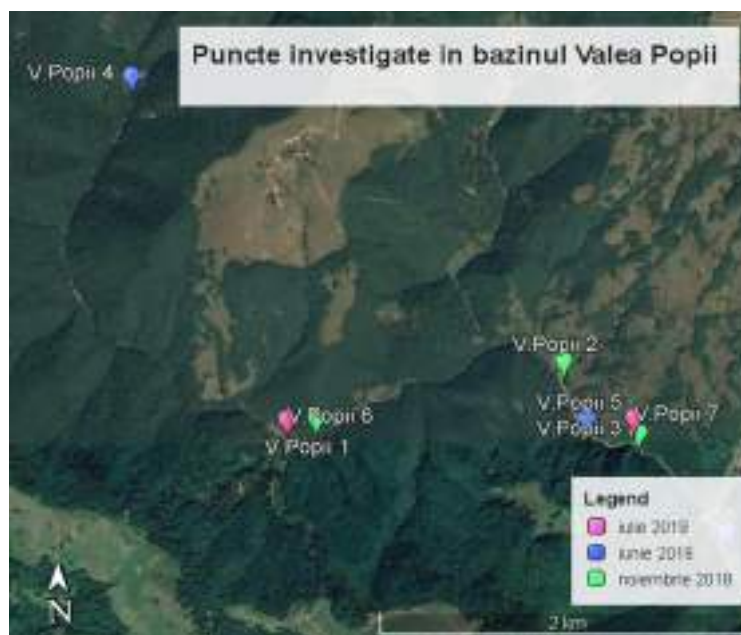 Puncte investigate in bazinul Valea Popii
V.Popii 4
V.Popii 2
V.Popii 5
V.Popii 6
V.Popii 3
V.Popii 7
V.Popii 1
Legend
iulie 2019
iunie 2018
noiembrie 2018
N
2 km